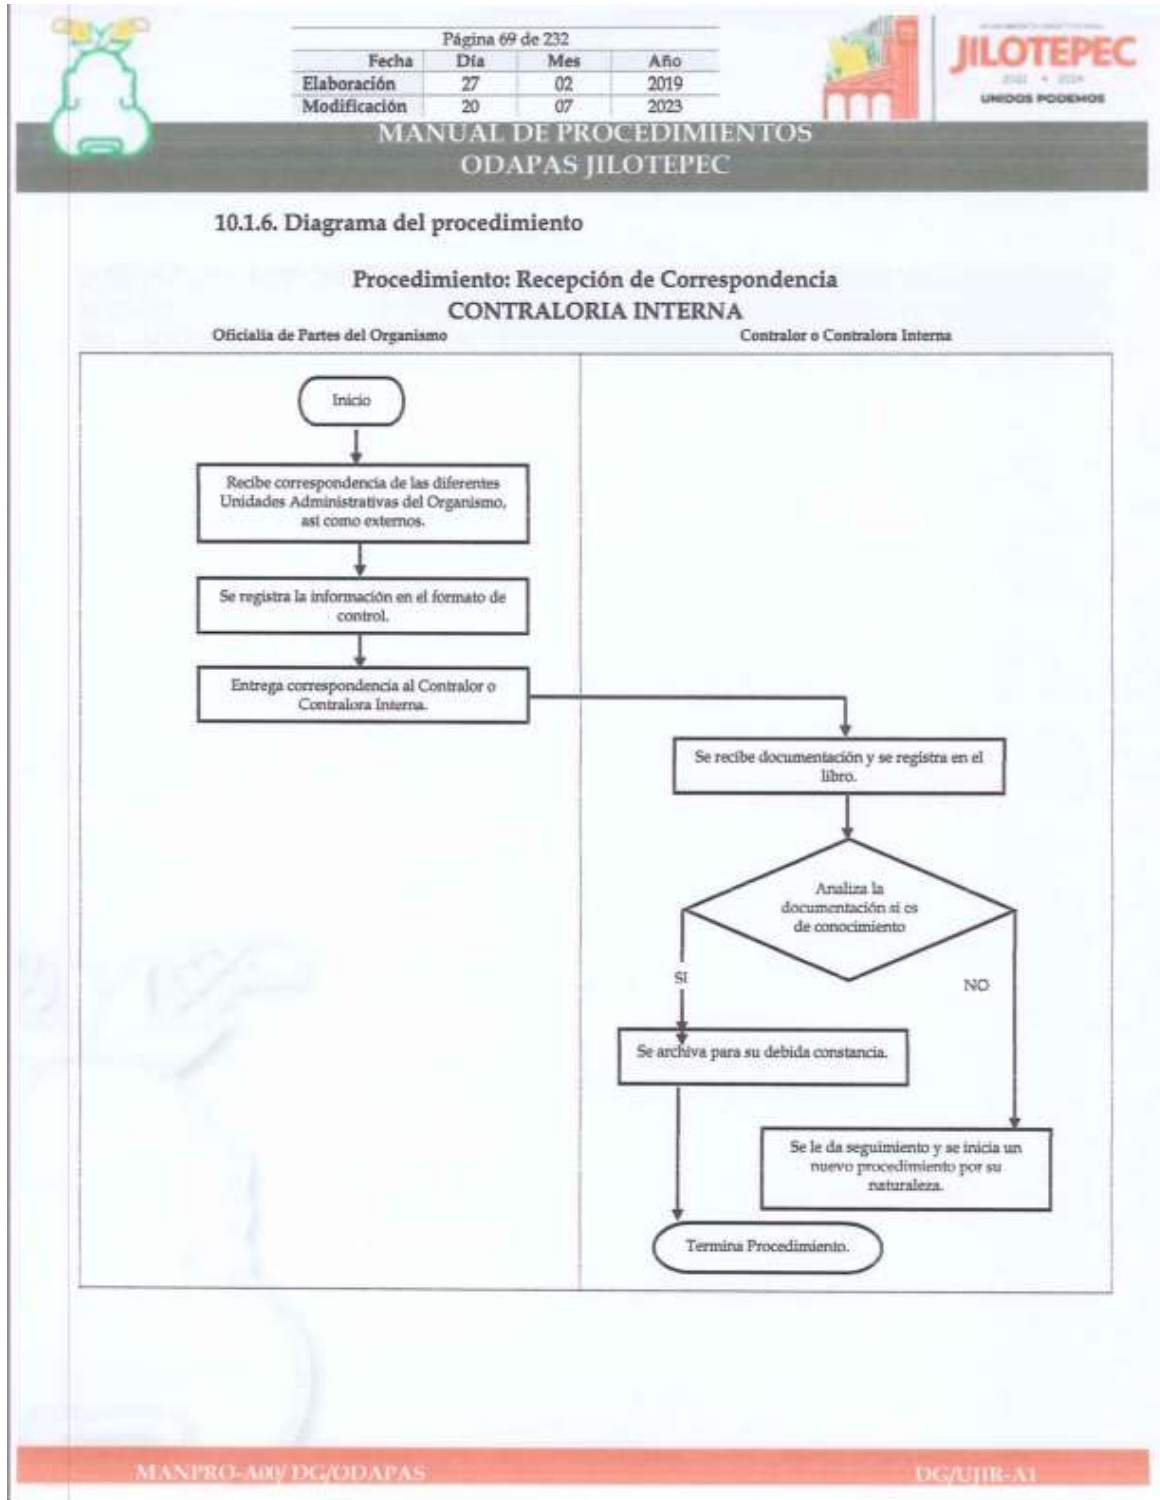 Página 69 de 232
Fecha Día Mes Año
Elaboración 27 02 2019
Modificación 20 07 2023
JILOTEPEC
UNIDOS PODEMOS
MANUAL DE PROCEDIMIENTOS
ODAPAS JILOTEPEC
10.1.6. Diagrama del procedimiento
Procedimiento: Recepción de Correspondencia
CONTRALORIA INTERNA
Oficialia de Partes del Organismo
Contralor o Contralora Interna
Inicio
Recibe correspondencia de las diferentes
Unidades Administrativas del Organismo,
así como externos.
Se registra la información en el formato de
control.
Entrega correspondencia al Contralor o
Contralora Interna.
Se recibe documentación y se registra en el
libro.
Analiza la
documentación si es
de conocimiento
SI
NO
Se archiva para su debida constancia.
Se le da seguimiento y se inicia un
nuevo procedimiento por su
naturaleza.
Termina Procedimiento.
MANPRO-A00/ DG/ODAPAS
DG/UJIR-A1